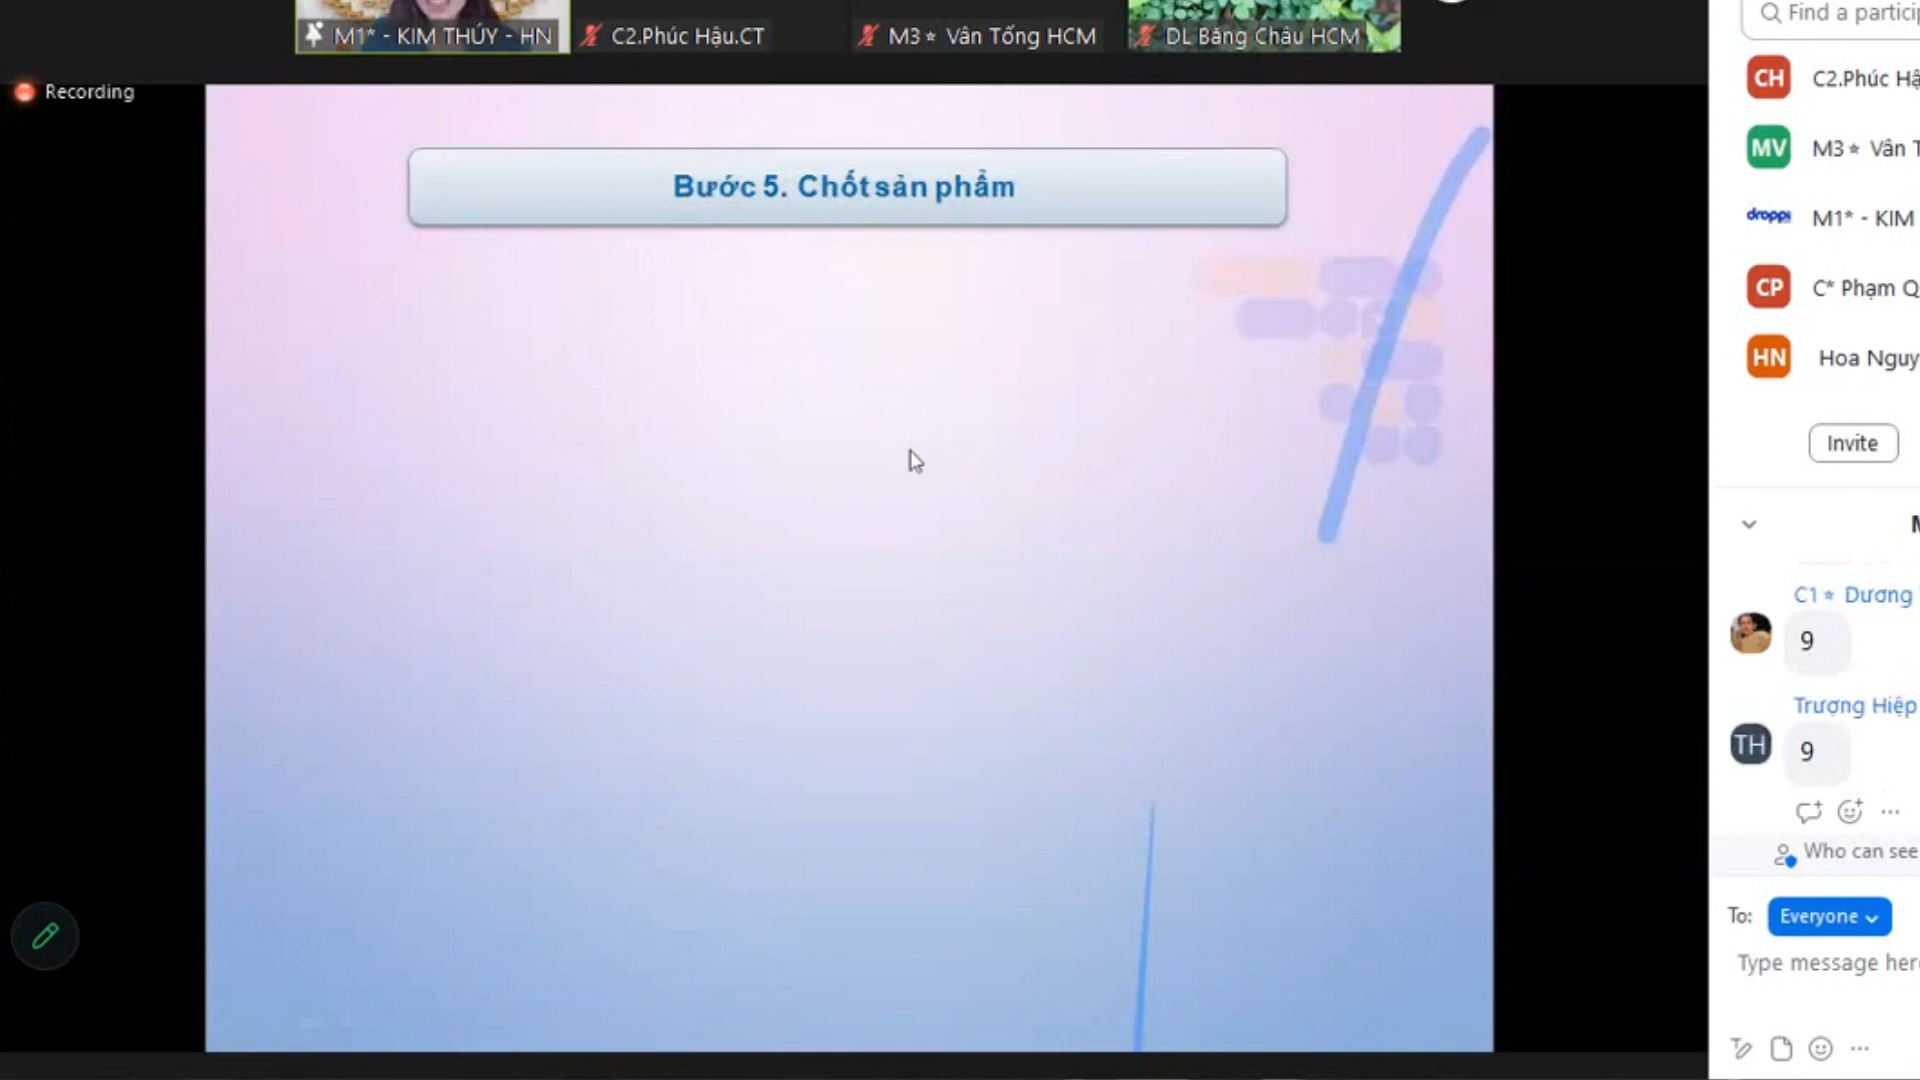 M1* - KIM THÚY - HN
C2.Phúc Hậu.CT
M3⭐ Vân Tống HCM
DL Băng Châu HCM
Recording
Bước 5. Chốt sản phẩm
Find a partici
CH
C2.Phúc Hậ
MV
M3⭐ Vân T
droppi
M1* - KIM
CP
C* Phạm Q
HN
Hoa Nguy
Invite
C1⭐ Dương
9
Trượng Hiệp
TH
9
Who can see
To:
Everyone
Type message here